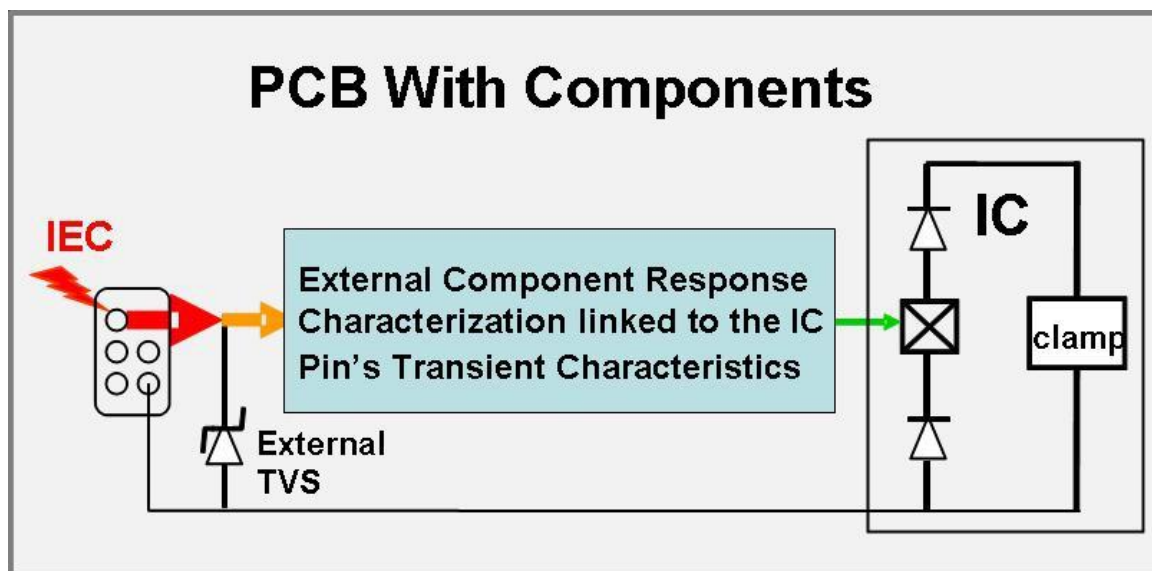 PCB With Components
IEC
IC
External Component Response
Characterization linked to the IC
Pin's Transient Characteristics
clamp
External
TVS